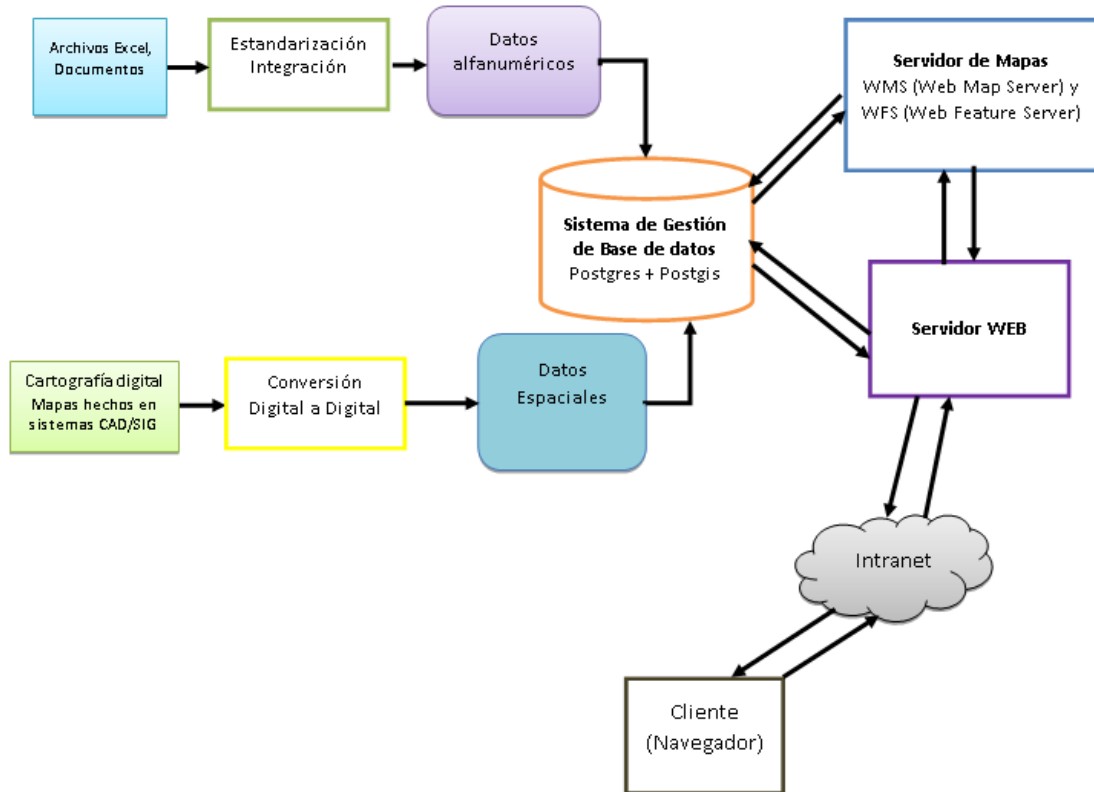 Archivos Excel,
Documentos
Estandarización
Integración
Datos
alfanuméricos
Servidor de Mapas
WMS (Web Map Server) y
WFS (Web Feature Server)
Sistema de Gestión
de Base de datos
Postgres + Postgis
Servidor WEB
Cartografía digital
Mapas hechos en
sistemas CAD/SIG
Conversión
Digital a Digital
Datos
Espaciales
Intranet
Cliente
(Navegador)